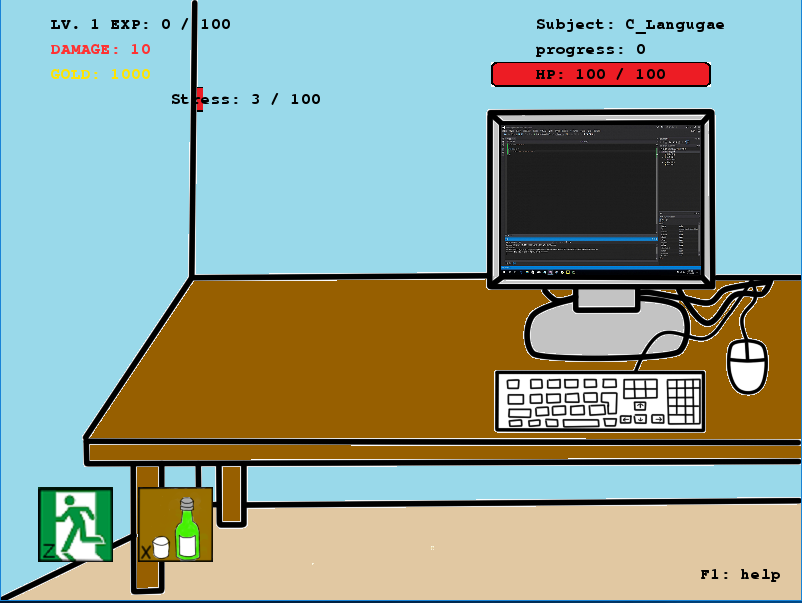 LV. 1 EXP: 0 / 100
DAMAGE: 10
GOLD: 1000
Stress: 3 / 100
Subject: C_Langugae
progress: 0
HP: 100 / 100
Z
X
F1: help